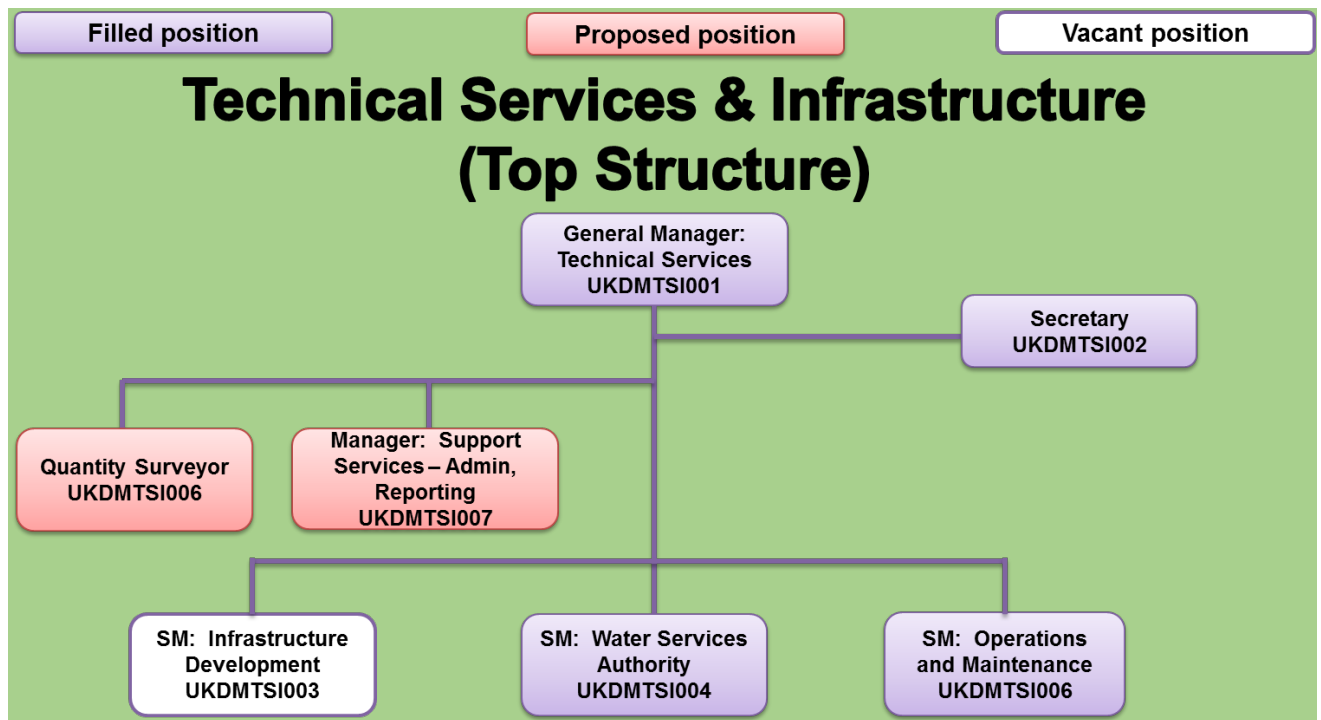 Filled position
Proposed position
Vacant position
Technical Services & Infrastructure
(Top Structure)
General Manager:
Technical Services
UKDMTSI001
Secretary
UKDMTSI002
Quantity Surveyor
UKDMTSI006
Manager:  Support
Services – Admin,
Reporting
UKDMTSI007
SM:  Infrastructure
Development
UKDMTSI003
SM:  Water Services
Authority
UKDMTSI004
SM:  Operations
and Maintenance
UKDMTSI006